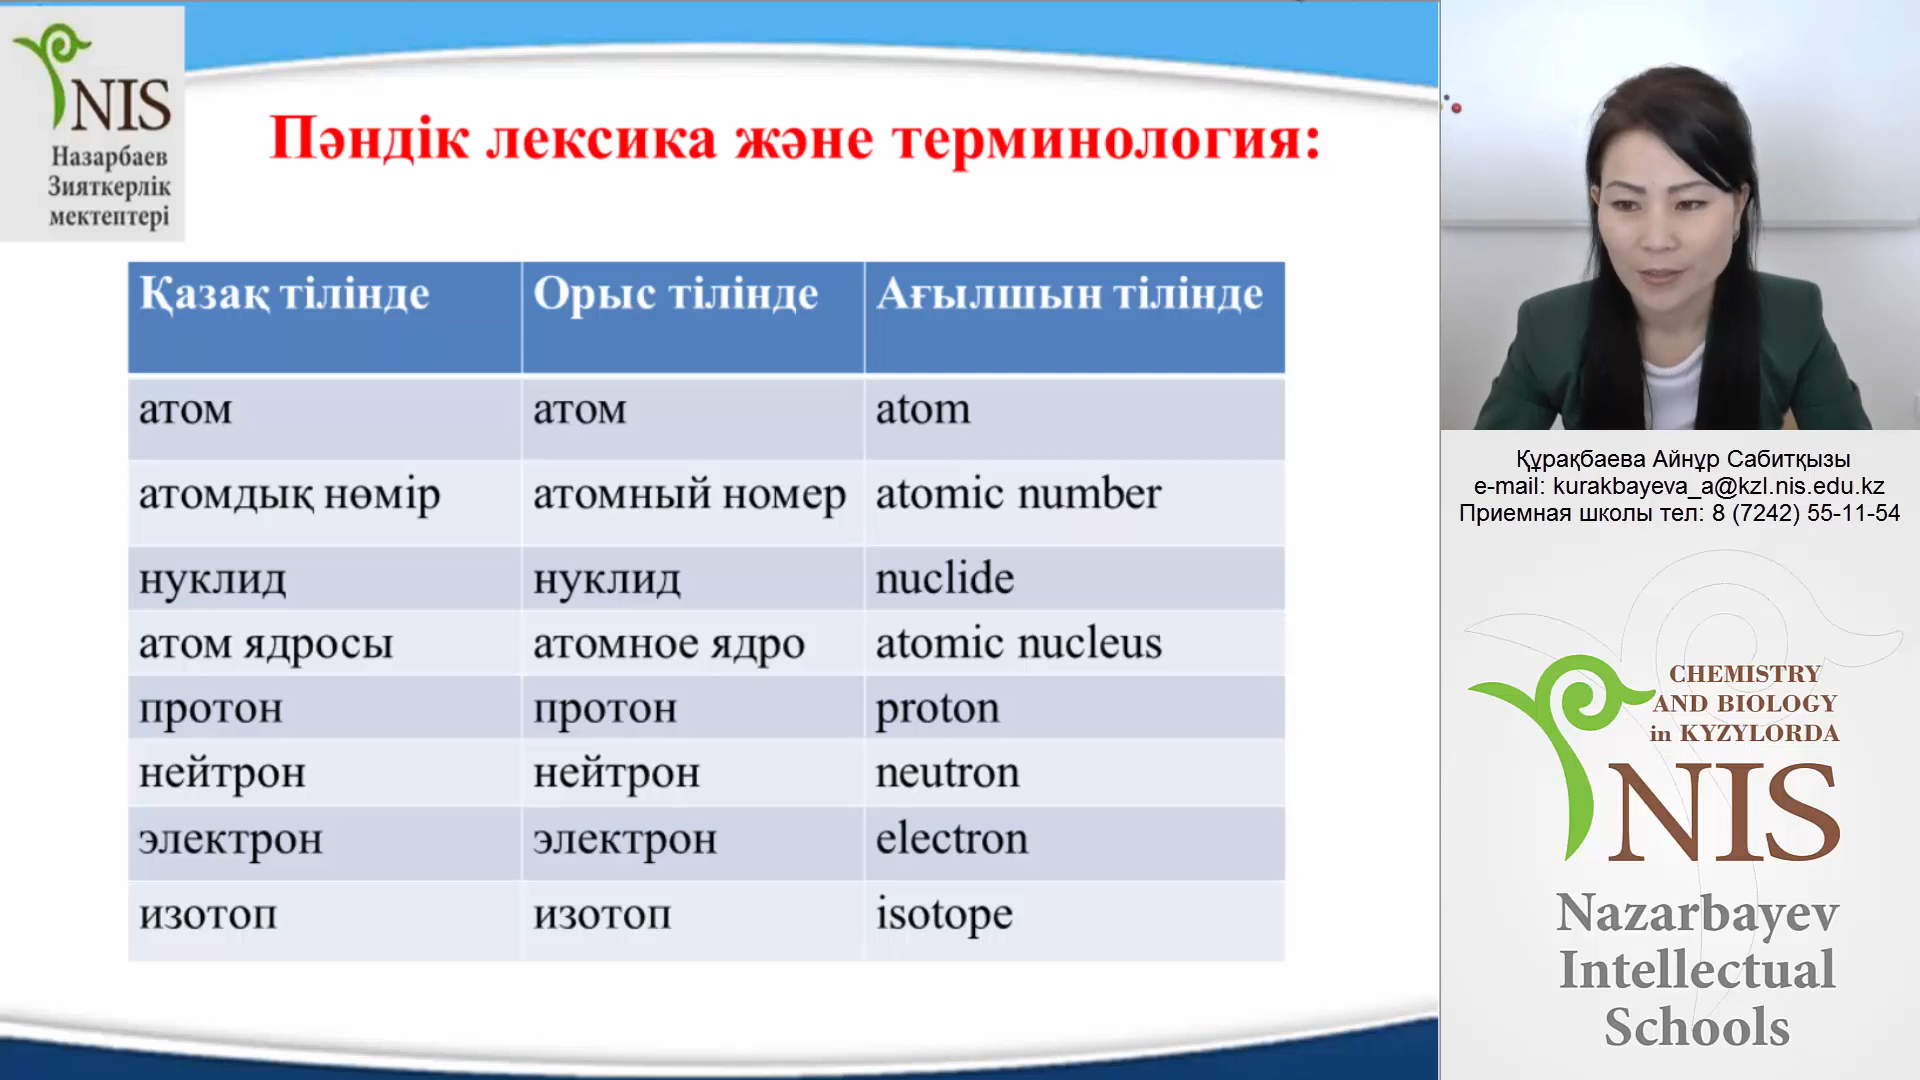 NIS
Назарбаев
Зияткерлік
мектептері
Пәндік лексика және терминология:
Қазақ тілінде Орыс тілінде Ағылшын тілінде
атом атом atom
атомдық нөмір атомный номер atomic number
нуклид нуклид nuclide
атом ядросы атомное ядро atomic nucleus
протон протон proton
нейтрон нейтрон neutron
электрон электрон electron
изотоп изотоп isotope
Құрақбаева Айнұр Сабитқызы
e-mail: kurakbayeva_a@kzl.nis.edu.kz
Приемная школы тел: 8 (7242) 55-11-54
CHEMISTRY
AND BIOLOGY
in KYZYLORDA
NIS
Nazarbayev
Intellectual
Schools